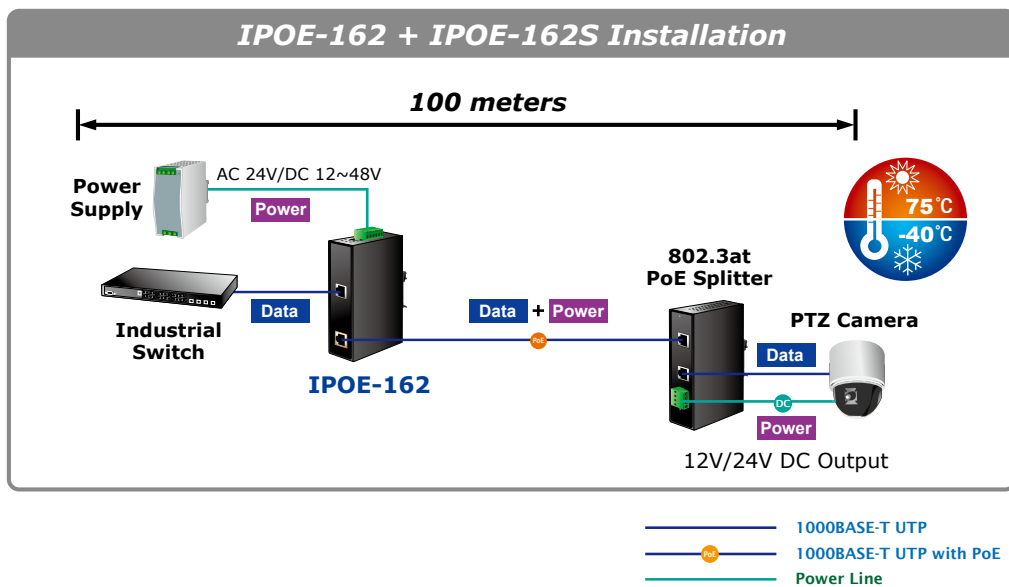 IPOE-162 + IPOE-162S Installation
100 meters
Power
Supply
AC 24V/DC 12~48V
Power
75°C
-40°C
802.3at
PoE Splitter
Industrial
Switch
Data
Data + Power
PoE
IPOE-162
PTZ Camera
Data
DC
Power
12V/24V DC Output
1000BASE-T UTP
PoE
1000BASE-T UTP with PoE
Power Line